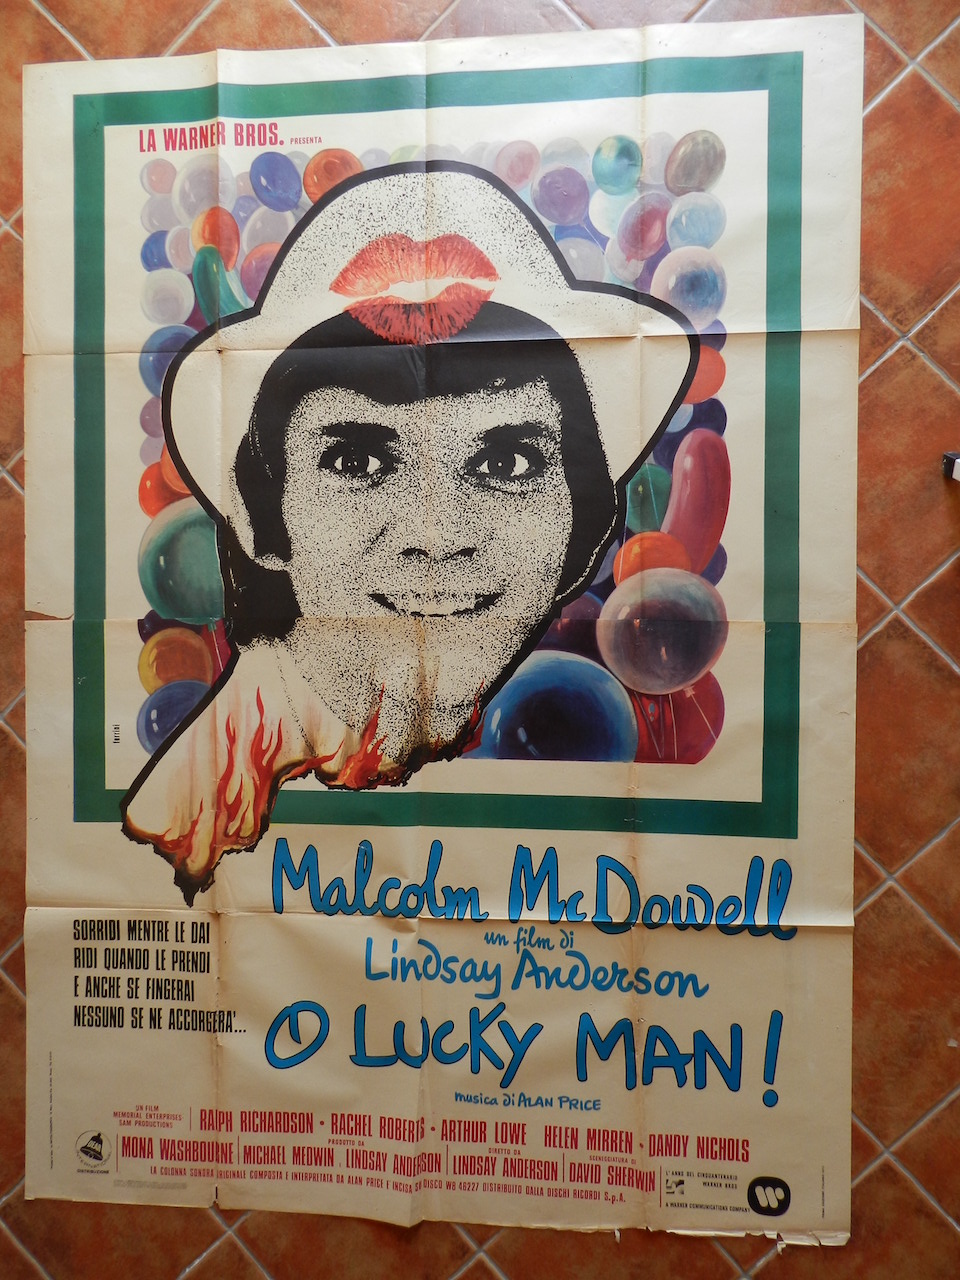 LA WARNER BROS. PRESENTA
ferrini
Malcolm McDowell
un film di
Lindsay Anderson
O LUCKY MAN!
musica di ALAN PRICE
SORRIDI MENTRE LE DAI
RIDI QUANDO LE PRENDI
E ANCHE SE FINGERAI
NESSUNO SE NE ACCORGERA'...
UN FILM
MEMORIAL ENTERPRISES
SAM PRODUCTIONS
RALPH RICHARDSON • RACHEL ROBERTS • ARTHUR LOWE HELEN MIRREN • DANDY NICHOLS
MONA WASHBOURNE
PRODOTTO DA
MICHAEL MEDWIN E LINDSAY ANDERSON
DIRETTO DA
LINDSAY ANDERSON
SCENEGGIATURA DI
DAVID SHERWIN
LA COLONNA SONORA ORIGINALE COMPOSTA E INTERPRETATA DA ALAN PRICE E' INCISA SU DISCO WB 46227 DISTRIBUITO DALLA DISCHI RICORDI S.p.A.
L'ANNO DEL CINQUANTENARIO
WARNER BROS
A WARNER COMMUNICATIONS COMPANY